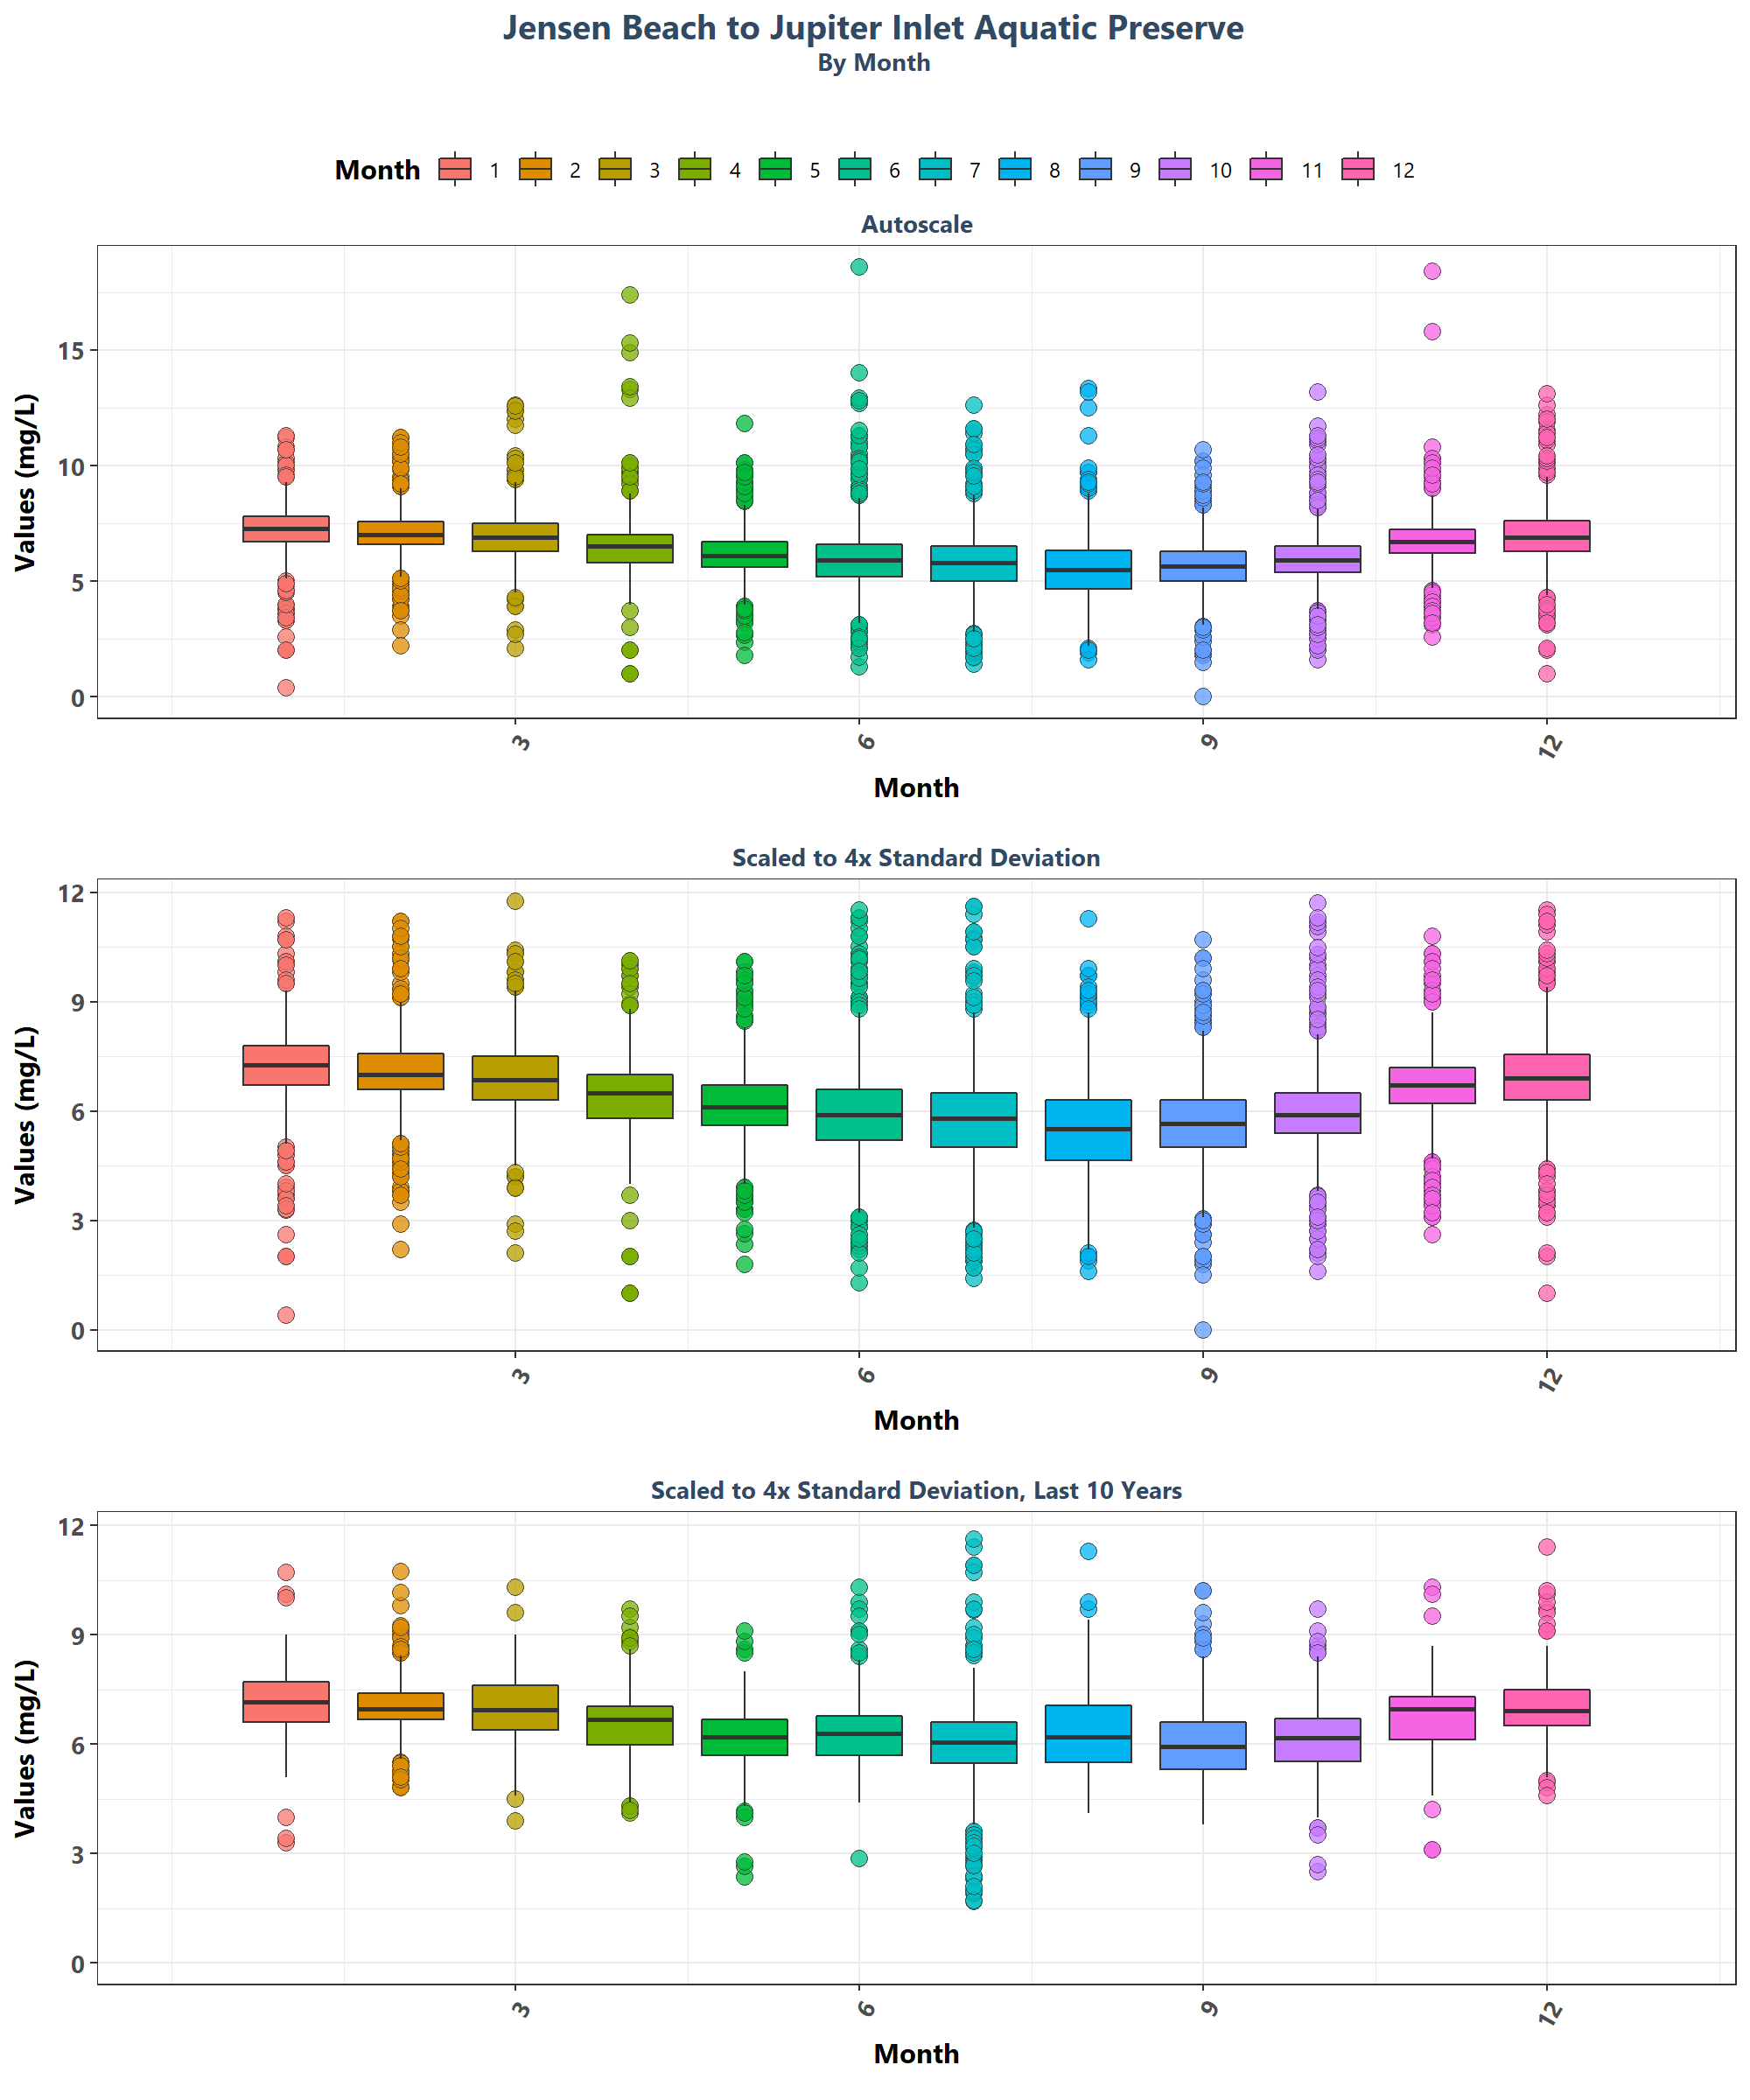 Jensen Beach to Jupiter Inlet Aquatic Preserve
By Month
Month 1 2 3 4 5 6 7 8 9 10 11 12
Autoscale
Values (mg/L)
15
10
5
0
3 6 9 12
Month
Scaled to 4x Standard Deviation
Values (mg/L)
12
9
6
3
0
3 6 9 12
Month
Scaled to 4x Standard Deviation, Last 10 Years
Values (mg/L)
12
9
6
3
0
3 6 9 12
Month